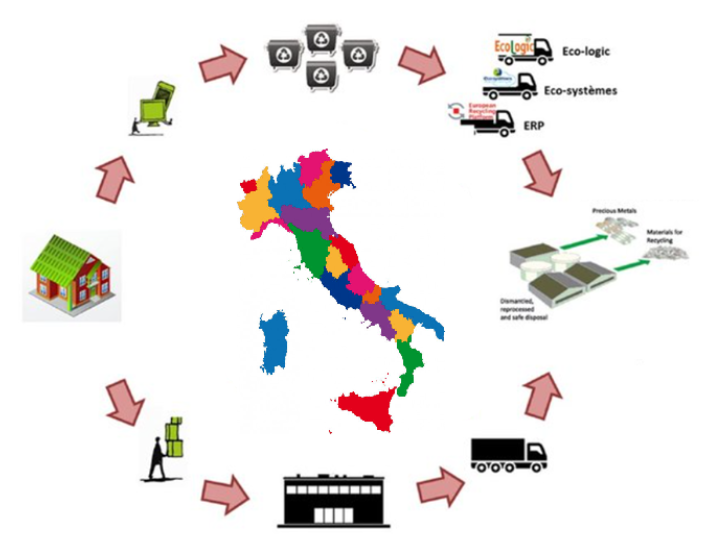 EcoLogic
Eco-logic
Eco-systèmes
European
Recycling
Platform
ERP
Precious Metals
Materials for
Recycling
Dismantled,
reprocessed
and safe disposal